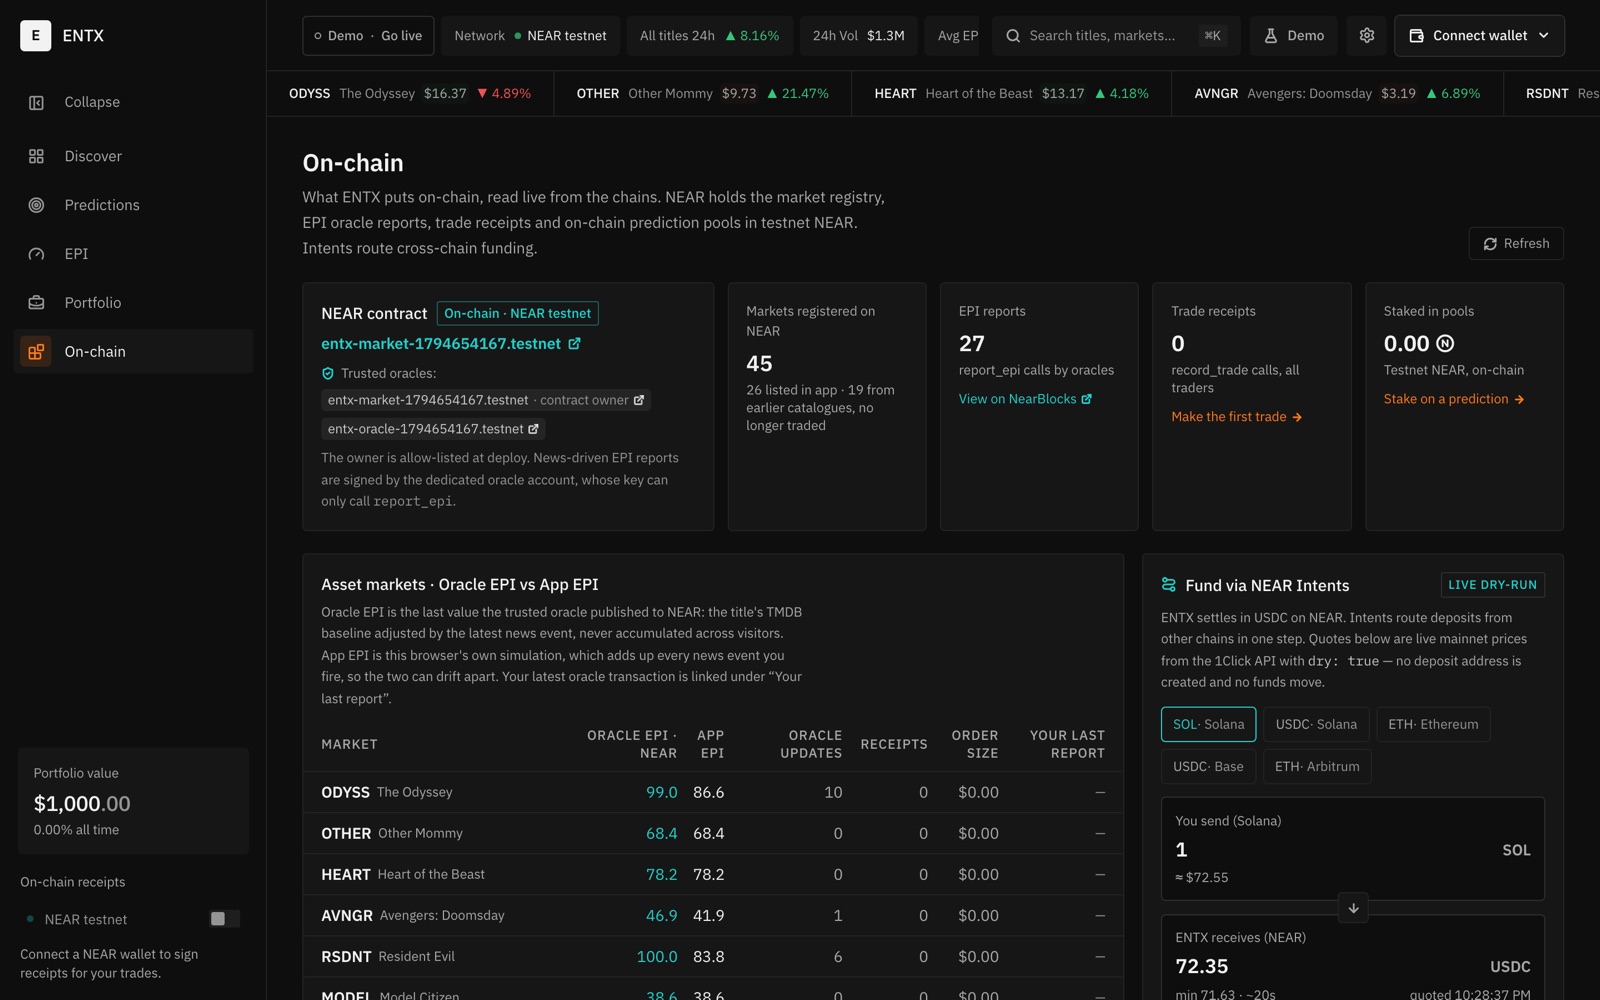 E ENTX
Collapse
Discover
Predictions
EPI
Portfolio
On-chain
Portfolio value
$1,000.00
0.00% all time
On-chain receipts
NEAR testnet
Connect a NEAR wallet to sign
receipts for your trades.
Demo · Go live
Network NEAR testnet
All titles 24h ▲ 8.16%
24h Vol $1.3M
Avg EP
Search titles, markets... ⌘K
Demo
Connect wallet
ODYSS The Odyssey $16.37 ▼ 4.89%
OTHER Other Mommy $9.73 ▲ 21.47%
HEART Heart of the Beast $13.17 ▲ 4.18%
AVNGR Avengers: Doomsday $3.19 ▲ 6.89%
RSDNT Res
On-chain
What ENTX puts on-chain, read live from the chains. NEAR holds the market registry,
EPI oracle reports, trade receipts and on-chain prediction pools in testnet NEAR.
Intents route cross-chain funding.
Refresh
NEAR contract On-chain · NEAR testnet
entx-market-1794654167.testnet
Trusted oracles:
entx-market-1794654167.testnet · contract owner
entx-oracle-1794654167.testnet
The owner is allow-listed at deploy. News-driven EPI reports
are signed by the dedicated oracle account, whose key can
only call report_epi.
Markets registered on
NEAR
45
26 listed in app · 19 from
earlier catalogues, no
longer traded
EPI reports
27
report_epi calls by oracles
View on NearBlocks
Trade receipts
0
record_trade calls, all
traders
Make the first trade →
Staked in pools
0.00
Testnet NEAR, on-chain
Stake on a prediction →
Asset markets · Oracle EPI vs App EPI
Oracle EPI is the last value the trusted oracle published to NEAR: the title's TMDB
baseline adjusted by the latest news event, never accumulated across visitors.
App EPI is this browser's own simulation, which adds up every news event you
fire, so the two can drift apart. Your latest oracle transaction is linked under “Your
last report”.
MARKET ORACLE EPI · NEAR APP EPI ORACLE UPDATES RECEIPTS ORDER SIZE YOUR LAST REPORT
ODYSS The Odyssey 99.0 86.6 10 0 $0.00 —
OTHER Other Mommy 68.4 68.4 0 0 $0.00 —
HEART Heart of the Beast 78.2 78.2 0 0 $0.00 —
AVNGR Avengers: Doomsday 46.9 41.9 1 0 $0.00 —
RSDNT Resident Evil 100.0 83.8 6 0 $0.00 —
MODEL Model Citizen 38.6 38.6 0 0 $0.00 —
Fund via NEAR Intents LIVE DRY-RUN
ENTX settles in USDC on NEAR. Intents route deposits from
other chains in one step. Quotes below are live mainnet prices
from the 1Click API with dry: true — no deposit address is
created and no funds move.
SOL· Solana USDC· Solana ETH· Ethereum
USDC· Base ETH· Arbitrum
You send (Solana)
1 SOL
≈ $72.55
↓
ENTX receives (NEAR)
72.35 USDC
min 71.63 · ~20s quoted 10:28:37 PM